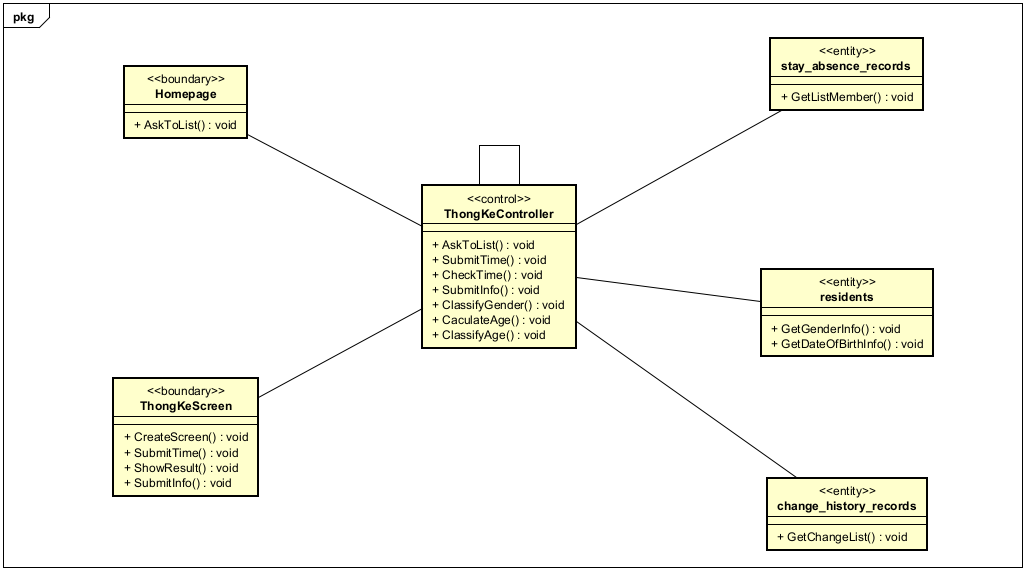 pkg
<<boundary>>
Homepage
+ AskToList() : void
<<entity>>
stay_absence_records
+ GetListMember() : void
<<control>>
ThongKeController
+ AskToList() : void
+ SubmitTime() : void
+ CheckTime() : void
+ SubmitInfo() : void
+ ClassifyGender() : void
+ CaculateAge() : void
+ ClassifyAge() : void
<<entity>>
residents
+ GetGenderInfo() : void
+ GetDateOfBirthInfo() : void
<<boundary>>
ThongKeScreen
+ CreateScreen() : void
+ SubmitTime() : void
+ ShowResult() : void
+ SubmitInfo() : void
<<entity>>
change_history_records
+ GetChangeList() : void